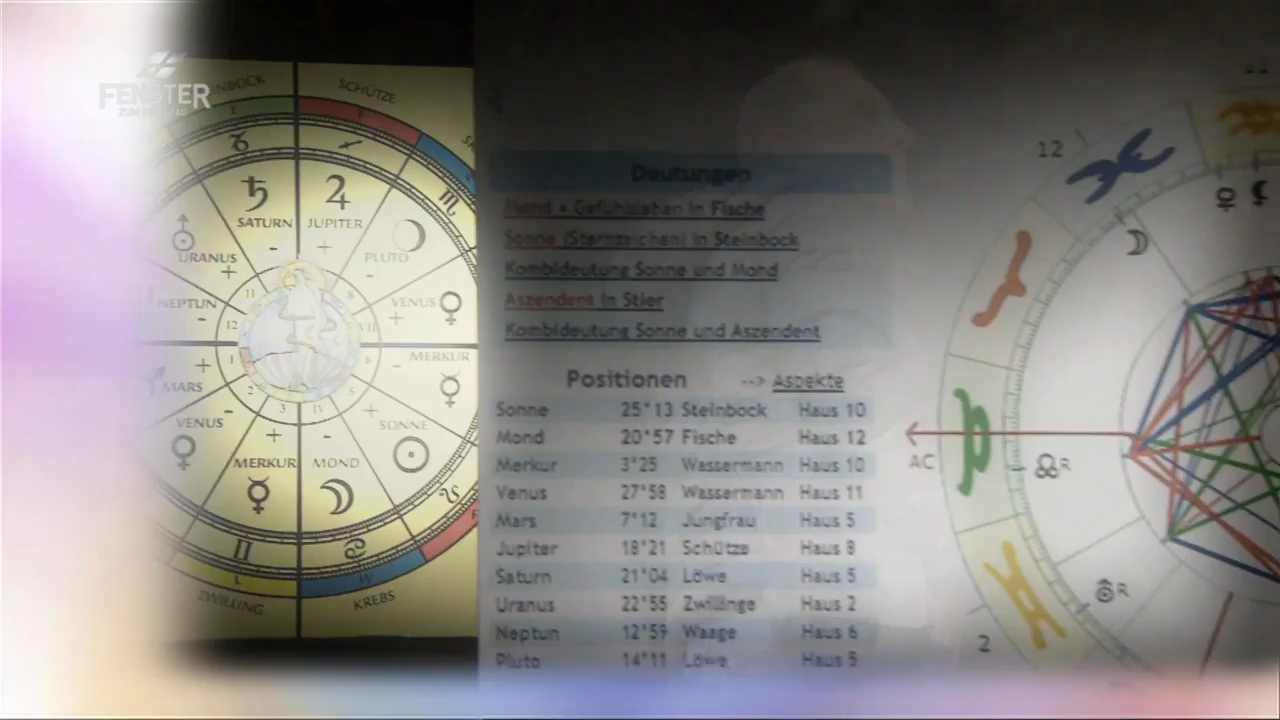 FENSTER
ZUM
SCHÜTZE
SATURN
JUPITER
URANUS
PLUTO
NEPTUN
VENUS
MERKUR
MARS
VENUS
SONNE
MERKUR
MOND
ZWILLING
KREBS
Deutungen
Mond = Gefühlsleben in Fische
Sonne (Sternzeichen) in Steinbock
Kombideutung Sonne und Mond
Aszendent in Stier
Kombideutung Sonne und Aszendent
Positionen --> Aspekte
Sonne 25°13 Steinbock Haus 10
Mond 20°57 Fische Haus 12
Merkur 3°25 Wassermann Haus 10
Venus 27°58 Wassermann Haus 11
Mars 7°12 Jungfrau Haus 5
Jupiter 18°21 Schütze Haus 8
Saturn 21°04 Löwe Haus 5
Uranus 22°55 Zwillinge Haus 2
Neptun 12°59 Waage Haus 6
Pluto 14°11 Löwe Haus 5
12
AC
R
R
2